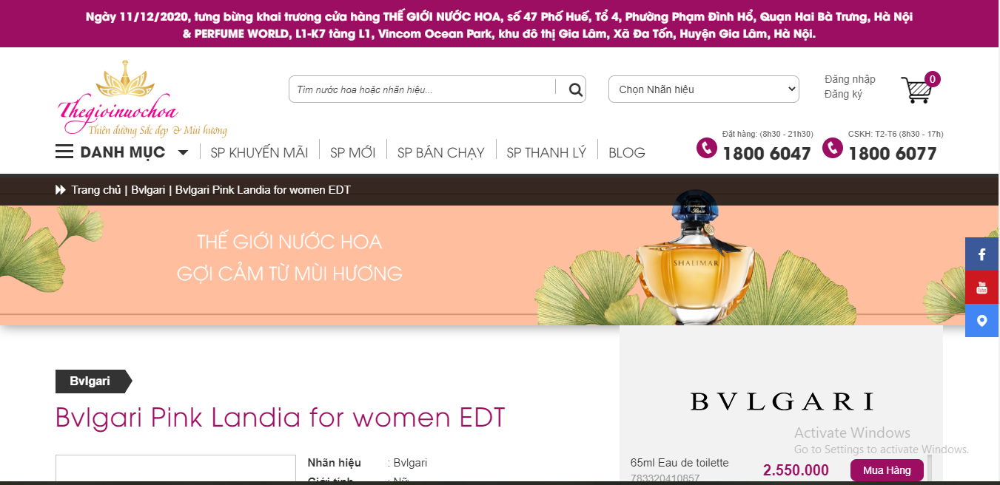 Ngày 11/12/2020, tưng bừng khai trương cửa hàng THẾ GIỚI NƯỚC HOA, số 47 Phố Huế, Tổ 4, Phường Phạm Đình Hổ, Quận Hai Bà Trưng, Hà Nội
& PERFUME WORLD, L1-K7 tàng L1, Vincom Ocean Park, khu đô thị Gia Lâm, Xã Đa Tốn, Huyện Gia Lâm, Hà Nội.
Thegioinuochoa
Thiên đường Sắc đẹp & Mùi hương
Tìm nước hoa hoặc nhãn hiệu...
Chọn Nhãn hiệu
Đăng nhập
Đăng ký
0
DANH MỤC
SP KHUYẾN MÃI
SP MỚI
SP BÁN CHẠY
SP THANH LÝ
BLOG
Đặt hàng: (8h30 - 21h30)
1800 6047
CSKH: T2-T6 (8h30 - 17h)
1800 6077
Trang chủ | Bvlgari | Bvlgari Pink Landia for women EDT
THẾ GIỚI NƯỚC HOA
GỢI CẢM TỪ MÙI HƯƠNG
SHALIMAR
You
Tube
Bvlgari
Bvlgari Pink Landia for women EDT
BVLGARI
Activate Windows
Go to Settings to activate Windows.
Nhãn hiệu : Bvlgari
Giới tính : Nữ
65ml Eau de toilette
783320410857
2.550.000
Mua Hàng